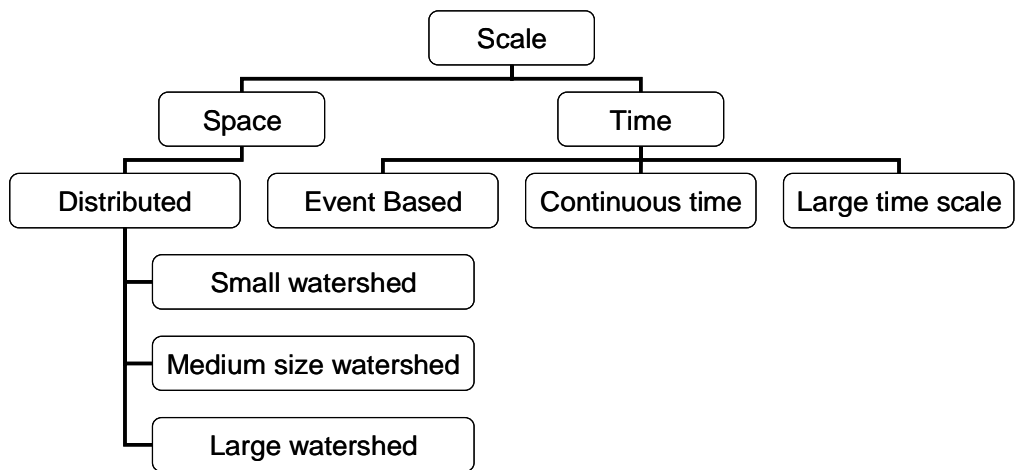 Scale
Space
Time
Distributed
Event Based
Continuous time
Large time scale
Small watershed
Medium size watershed
Large watershed